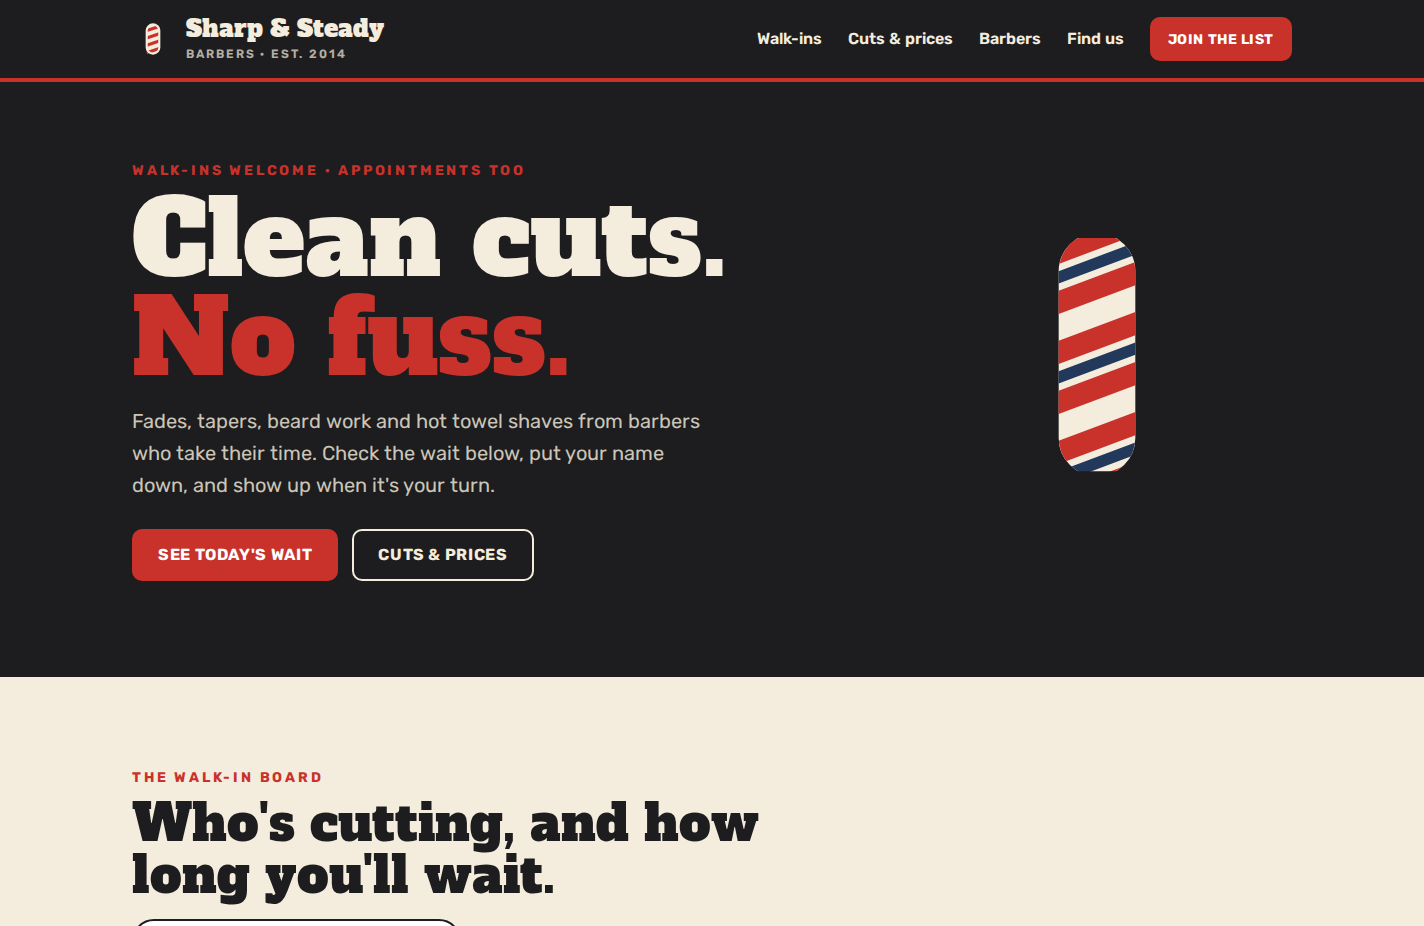 Sharp & Steady
BARBERS • EST. 2014
Walk-ins
Cuts & prices
Barbers
Find us
JOIN THE LIST
WALK-INS WELCOME • APPOINTMENTS TOO
Clean cuts.
No fuss.
Fades, tapers, beard work and hot towel shaves from barbers
who take their time. Check the wait below, put your name
down, and show up when it's your turn.
SEE TODAY'S WAIT
CUTS & PRICES
THE WALK-IN BOARD
Who's cutting, and how
long you'll wait.